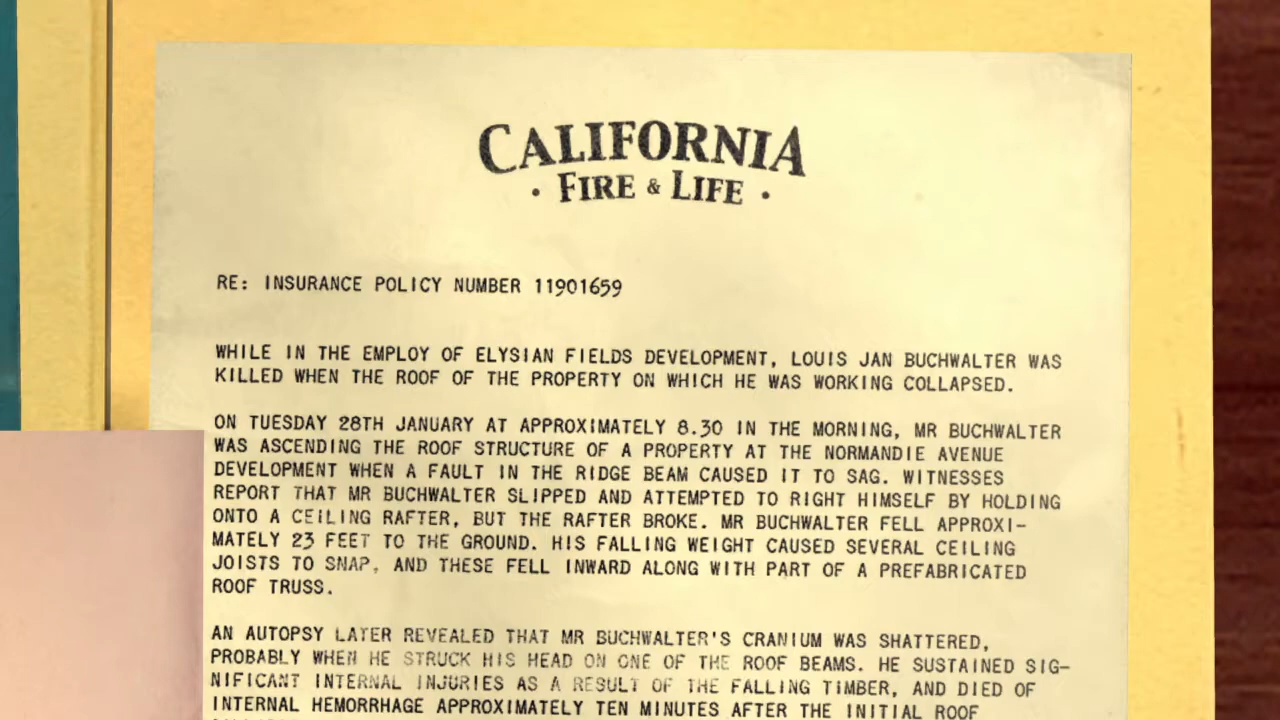 CALIFORNIA
· FIRE & LIFE ·
RE: INSURANCE POLICY NUMBER 11901659
WHILE IN THE EMPLOY OF ELYSIAN FIELDS DEVELOPMENT, LOUIS JAN BUCHWALTER WAS
KILLED WHEN THE ROOF OF THE PROPERTY ON WHICH HE WAS WORKING COLLAPSED.
ON TUESDAY 28TH JANUARY AT APPROXIMATELY 8.30 IN THE MORNING, MR BUCHWALTER
WAS ASCENDING THE ROOF STRUCTURE OF A PROPERTY AT THE NORMANDIE AVENUE
DEVELOPMENT WHEN A FAULT IN THE RIDGE BEAM CAUSED IT TO SAG. WITNESSES
REPORT THAT MR BUCHWALTER SLIPPED AND ATTEMPTED TO RIGHT HIMSELF BY HOLDING
ONTO A CEILING RAFTER, BUT THE RAFTER BROKE. MR BUCHWALTER FELL APPROXI-
MATELY 23 FEET TO THE GROUND. HIS FALLING WEIGHT CAUSED SEVERAL CEILING
JOISTS TO SNAP, AND THESE FELL INWARD ALONG WITH PART OF A PREFABRICATED
ROOF TRUSS.
AN AUTOPSY LATER REVEALED THAT MR BUCHWALTER'S CRANIUM WAS SHATTERED,
PROBABLY WHEN HE STRUCK HIS HEAD ON ONE OF THE ROOF BEAMS. HE SUSTAINED SIG-
NIFICANT INTERNAL INJURIES AS A RESULT OF THE FALLING TIMBER, AND DIED OF
INTERNAL HEMORRHAGE APPROXIMATELY TEN MINUTES AFTER THE INITIAL ROOF